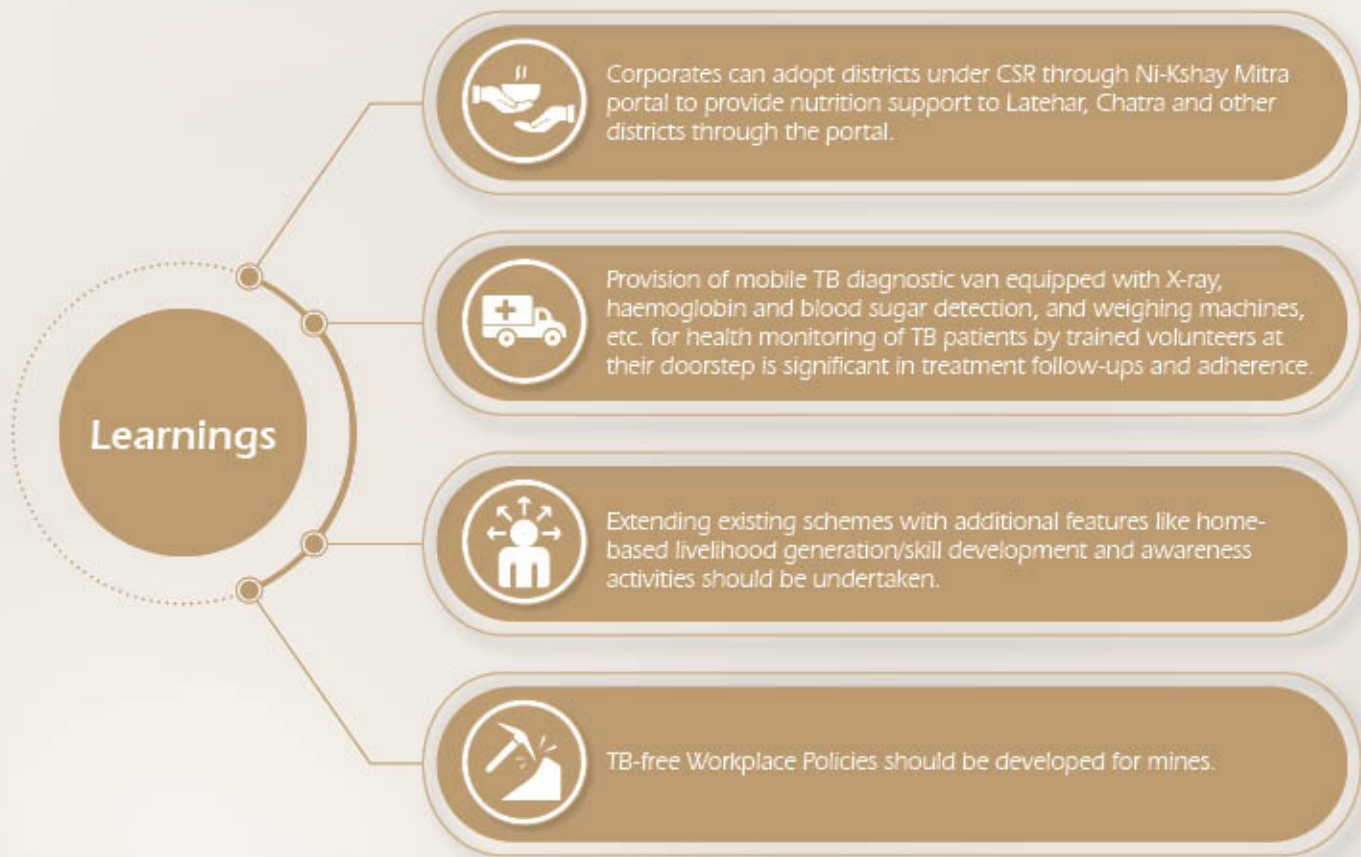 Learnings
Corporates can adopt districts under CSR through Ni-Kshay Mitra
portal to provide nutrition support to Latehar, Chatra and other
districts through the portal.
Provision of mobile TB diagnostic van equipped with X-ray,
haemoglobin and blood sugar detection, and weighing machines,
etc. for health monitoring of TB patients by trained volunteers at
their doorstep is significant in treatment follow-ups and adherence.
Extending existing schemes with additional features like home-
based livelihood generation/skill development and awareness
activities should be undertaken.
TB-free Workplace Policies should be developed for mines.